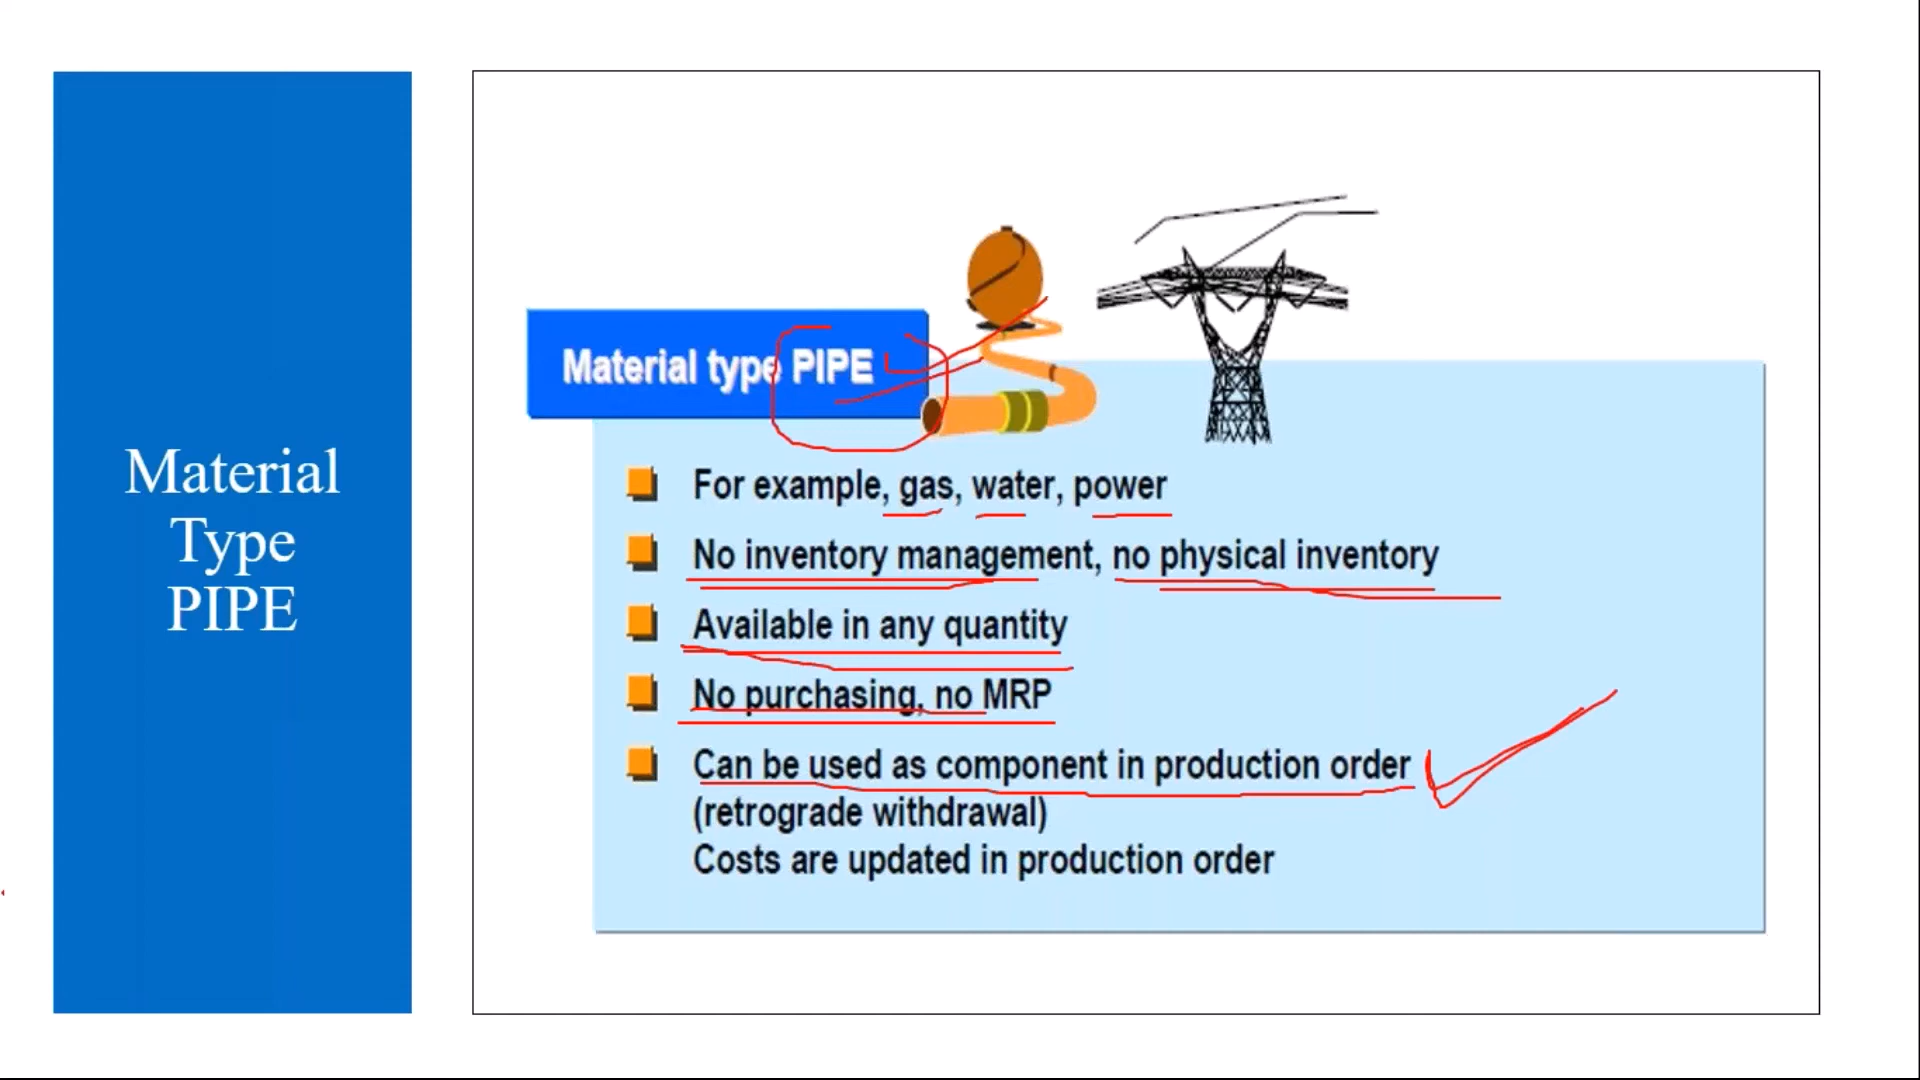 Material
Type
PIPE
Material type PIPE
For example, gas, water, power
No inventory management, no physical inventory
Available in any quantity
No purchasing, no MRP
Can be used as component in production order
(retrograde withdrawal)
Costs are updated in production order